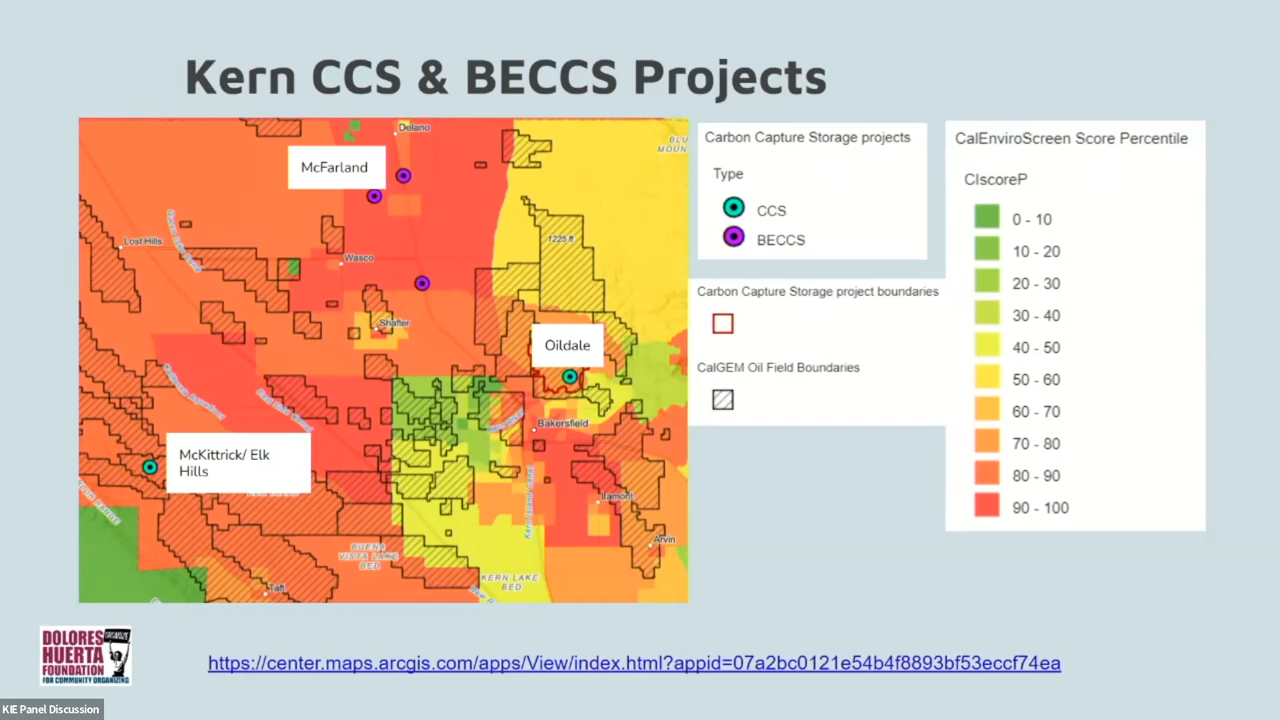 Kern CCS & BECCS Projects
Delano
McFarland
Lost Hills
Wasco
1225 ft
Shafter
Oildale
Bakersfield
McKittrick/ Elk
Hills
Lamont
Arvin
BUENA
VISTA LAKE
BED
KERN LAKE
BED
Taft
Carbon Capture Storage projects
Type
CCS
BECCS
Carbon Capture Storage project boundaries
CalGEM Oil Field Boundaries
CalEnviroScreen Score Percentile
CIscoreP
0 - 10
10 - 20
20 - 30
30 - 40
40 - 50
50 - 60
60 - 70
70 - 80
80 - 90
90 - 100
DOLORES
HUERTA
FOUNDATION
FOR COMMUNITY ORGANIZING
https://center.maps.arcgis.com/apps/View/index.html?appid=07a2bc0121e54b4f8893bf53eccf74ea
KIE Panel Discussion